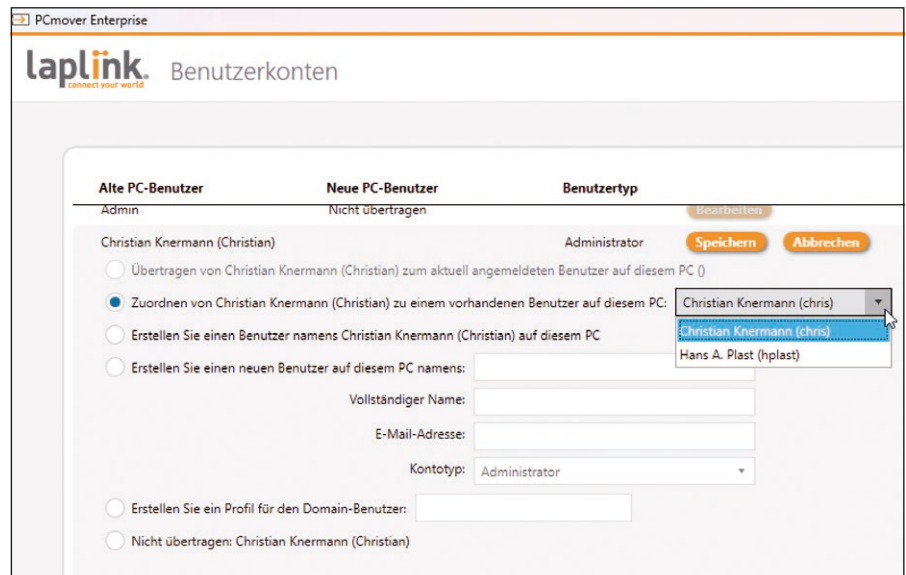 PCmover Enterprise
laplink.
connect your world
Benutzerkonten
Alte PC-Benutzer Neue PC-Benutzer Benutzertyp
Admin Nicht übertragen Bearbeiten
Christian Knermann (Christian) Administrator Speichern Abbrechen
Übertragen von Christian Knermann (Christian) zum aktuell angemeldeten Benutzer auf diesem PC ()
Zuordnen von Christian Knermann (Christian) zu einem vorhandenen Benutzer auf diesem PC: Christian Knermann (chris)
Christian Knermann (chris)
Erstellen Sie einen Benutzer namens Christian Knermann (Christian) auf diesem PC
Hans A. Plast (hplast)
Erstellen Sie einen neuen Benutzer auf diesem PC namens:
Vollständiger Name:
E-Mail-Adresse:
Kontotyp: Administrator
Erstellen Sie ein Profil für den Domain-Benutzer:
Nicht übertragen: Christian Knermann (Christian)